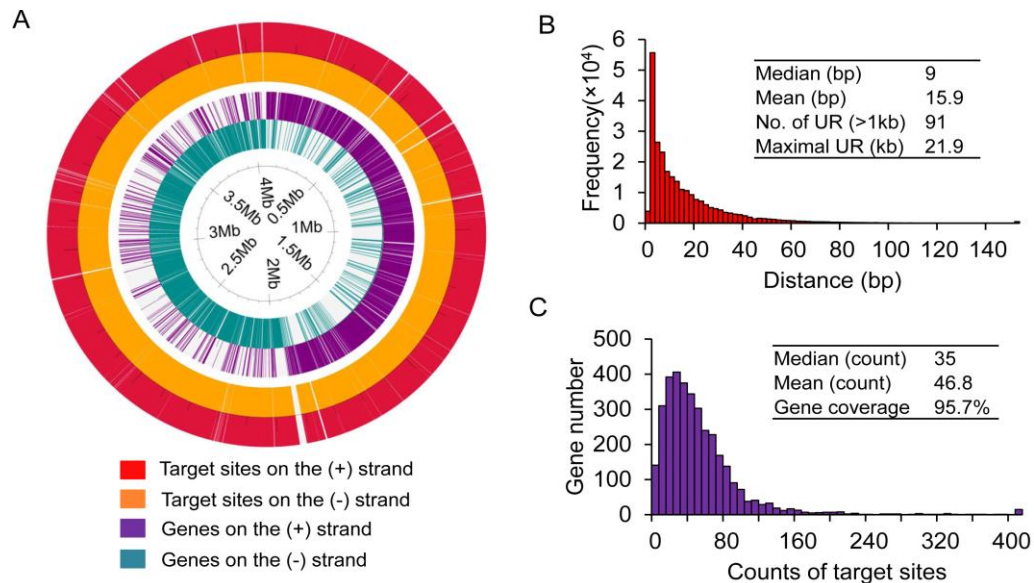 A
4Mb
0.5Mb
1Mb
1.5Mb
2Mb
2.5Mb
3Mb
3.5Mb
Target sites on the (+) strand
Target sites on the (-) strand
Genes on the (+) strand
Genes on the (-) strand
B
Frequency(×10⁴)
6
5
4
3
2
1
0
Median (bp) 9
Mean (bp) 15.9
No. of UR (>1kb) 91
Maximal UR (kb) 21.9
0 20 40 60 80 100 120 140
Distance (bp)
C
Gene number
500
400
300
200
100
0
Median (count) 35
Mean (count) 46.8
Gene coverage 95.7%
0 80 160 240 320 400
Counts of target sites